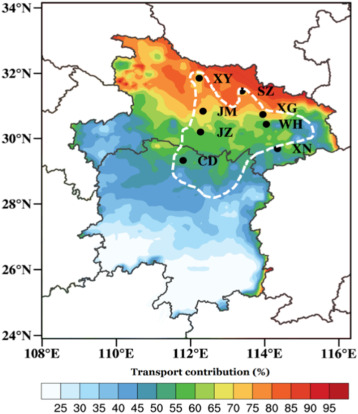 34°N
32°N
XY
SZ
JM
XG
WH
30°N
JZ
XN
CD
28°N
26°N
24°N
108°E 110°E 112°E 114°E 116°E
Transport contribution (%)
25 30 35 40 45 50 55 60 65 70 75 80 85 90 95